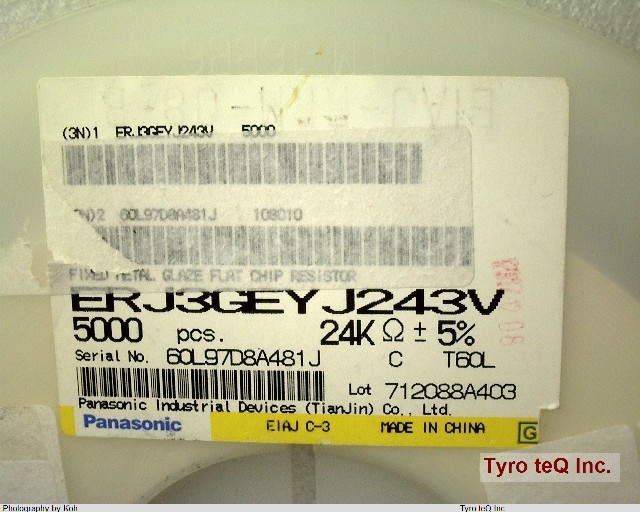 (3N)1 ERJ3GEYJ243V 5000
N)2 60L97D8A481J 108010
FIXED METAL GLAZE FLAT CHIP RESISTOR
ERJ3GEYJ243V
5000 pcs. 24K Ω ± 5%
Serial No. 60L97D8A481J C T60L
Lot 712088A403
Panasonic Industrial Devices (TianJin) Co., Ltd.
Panasonic EIAJ C-3 MADE IN CHINA G
Tyro teQ Inc.
Photography by Koh Tyro teQ Inc